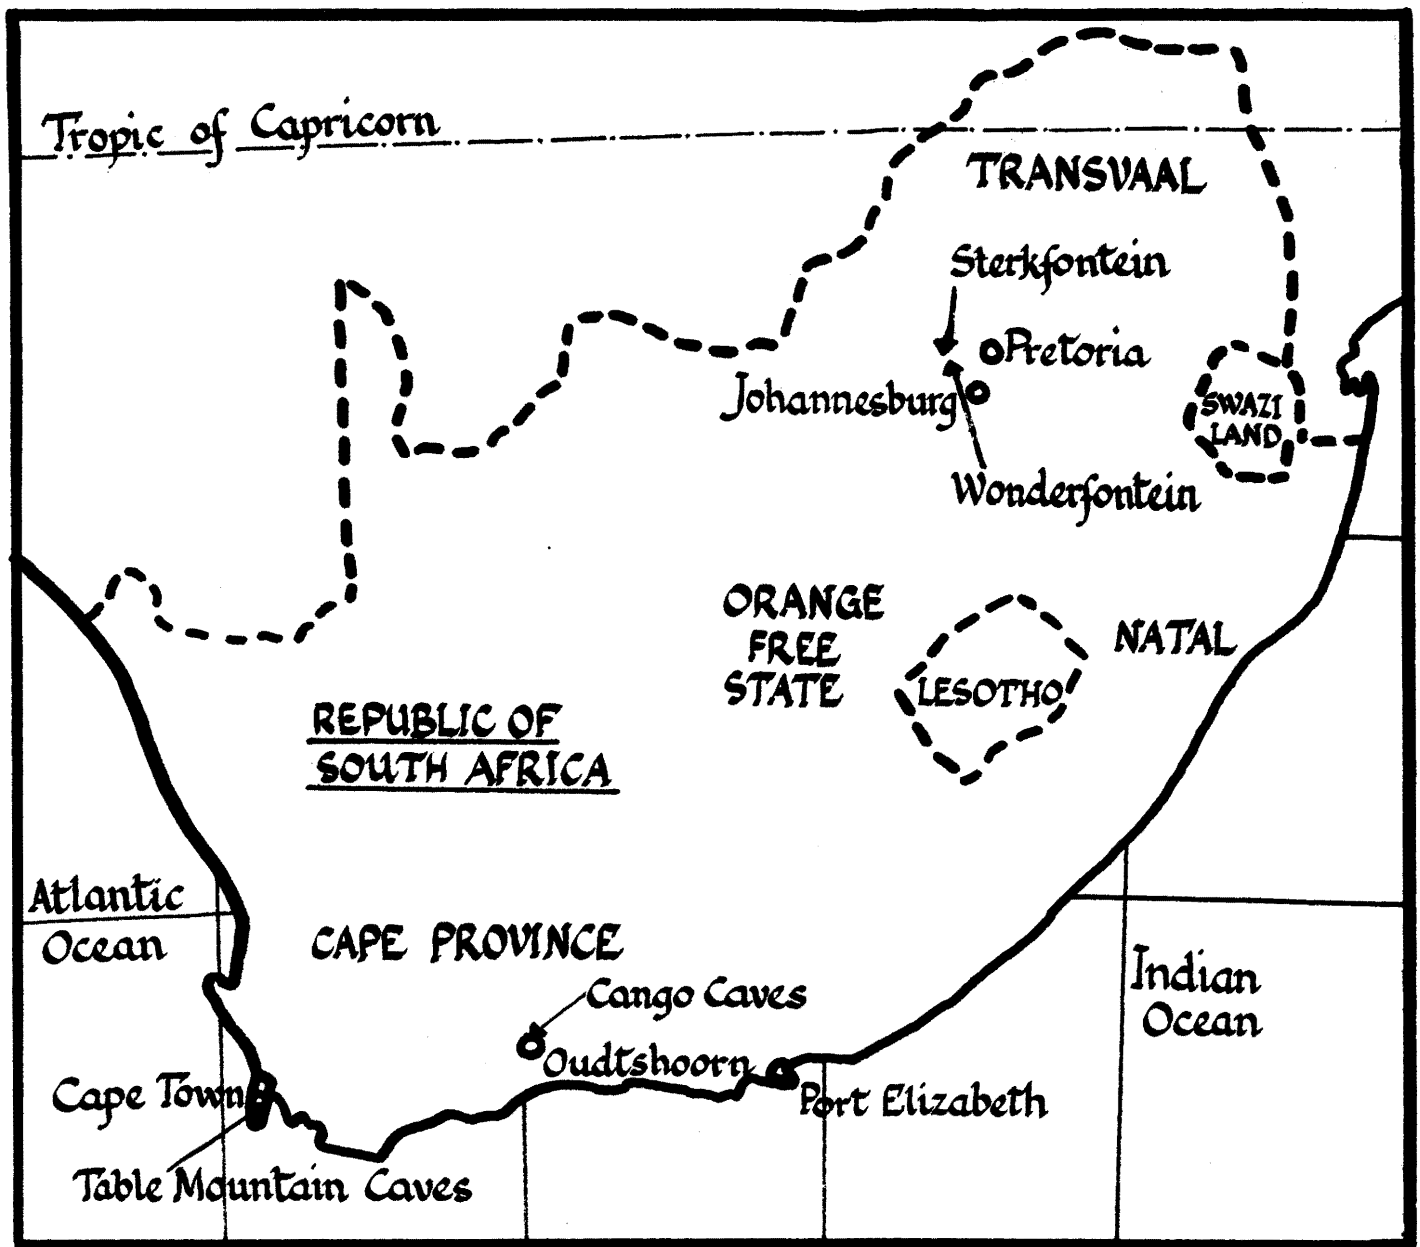 Tropic of Capricorn
TRANSVAAL
Sterkfontein
Pretoria
Johannesburg
SWAZI
LAND
Wonderfontein
ORANGE
FREE
STATE
NATAL
LESOTHO
REPUBLIC OF
SOUTH AFRICA
Atlantic
Ocean
CAPE PROVINCE
Cango Caves
Indian
Ocean
Oudtshoorn
Cape Town
Port Elizabeth
Table Mountain Caves